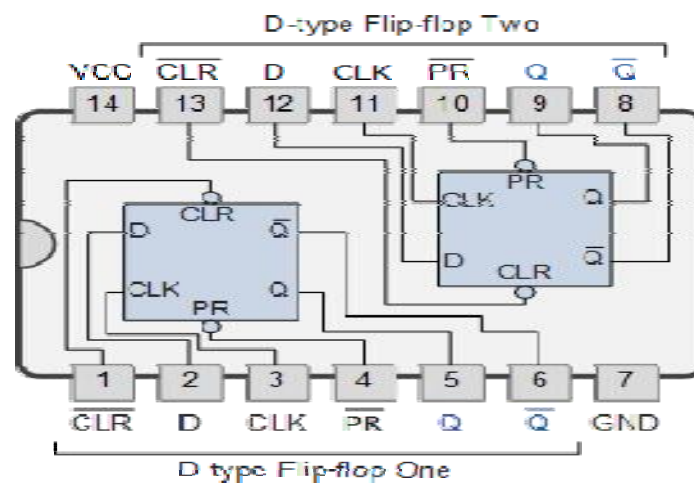 D-type Flip-flop Two
VCC CLR D CLK PR Q Q
14 13 12 11 10 9 8
PR
CLK Q
D Q
CLR
CLR
D Q
CLK Q
PR
1 2 3 4 5 6 7
CLR D CLK PR Q Q GND
D type Flip-flop One